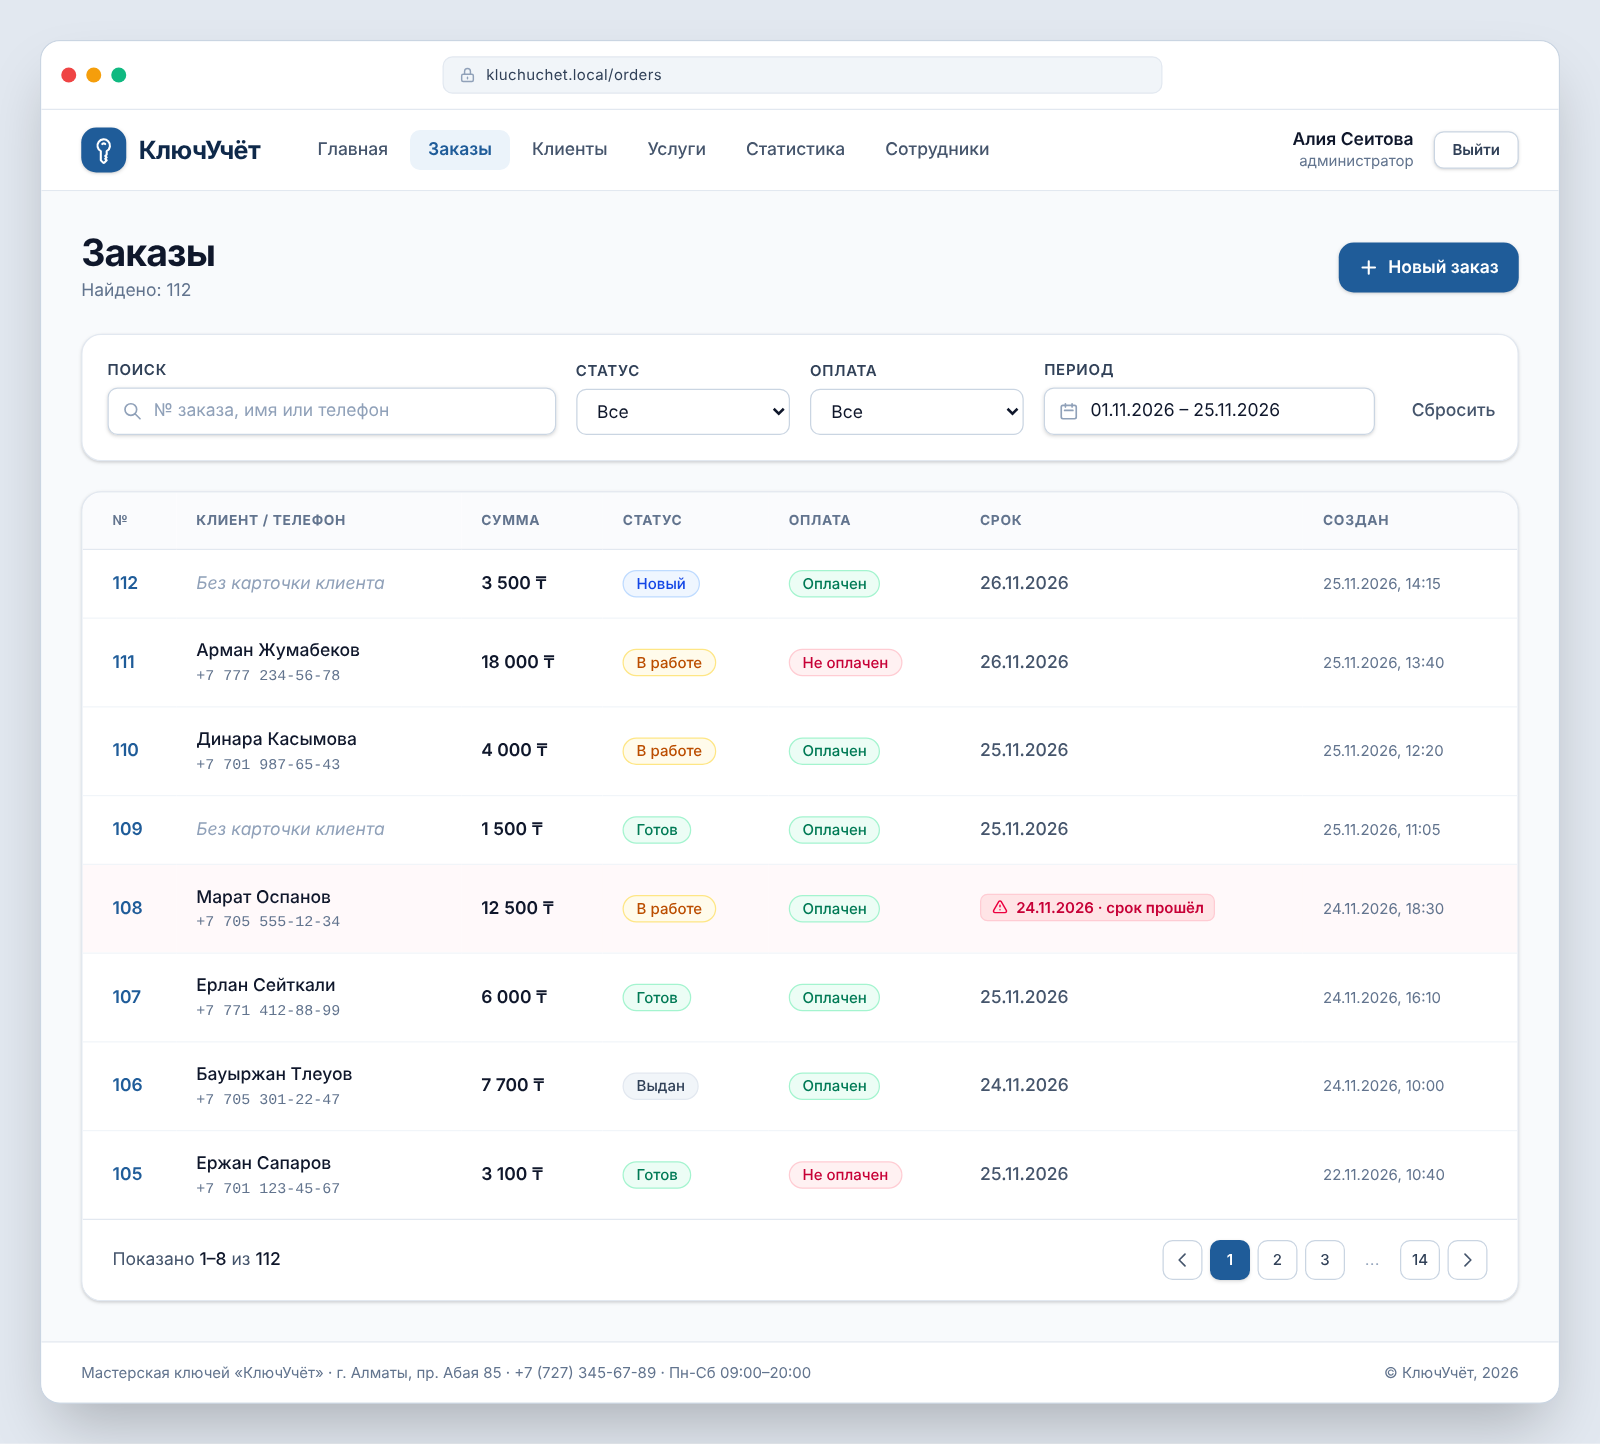 kluchuchet.local/orders
КлючУчёт
Главная Заказы Клиенты Услуги Статистика Сотрудники
Алия Сеитова
администратор
Выйти
Заказы
Найдено: 112
Новый заказ
ПОИСК СТАТУС ОПЛАТА ПЕРИОД
№ заказа, имя или телефон Все Все 01.11.2026 – 25.11.2026 Сбросить
№ КЛИЕНТ / ТЕЛЕФОН СУММА СТАТУС ОПЛАТА СРОК СОЗДАН
112 Без карточки клиента 3 500 ₸ Новый Оплачен 26.11.2026 25.11.2026, 14:15
111 Арман Жумабеков 18 000 ₸ В работе Не оплачен 26.11.2026 25.11.2026, 13:40
+7 777 234-56-78
110 Динара Касымова 4 000 ₸ В работе Оплачен 25.11.2026 25.11.2026, 12:20
+7 701 987-65-43
109 Без карточки клиента 1 500 ₸ Готов Оплачен 25.11.2026 25.11.2026, 11:05
108 Марат Оспанов 12 500 ₸ В работе Оплачен 24.11.2026 · срок прошёл 24.11.2026, 18:30
+7 705 555-12-34
107 Ерлан Сейткали 6 000 ₸ Готов Оплачен 25.11.2026 24.11.2026, 16:10
+7 771 412-88-99
106 Бауыржан Тлеуов 7 700 ₸ Выдан Оплачен 24.11.2026 24.11.2026, 10:00
+7 705 301-22-47
105 Ержан Сапаров 3 100 ₸ Готов Не оплачен 25.11.2026 22.11.2026, 10:40
+7 701 123-45-67
Показано 1–8 из 112 1 2 3 ... 14
Мастерская ключей «КлючУчёт» · г. Алматы, пр. Абая 85 · +7 (727) 345-67-89 · Пн-Сб 09:00–20:00 © КлючУчёт, 2026